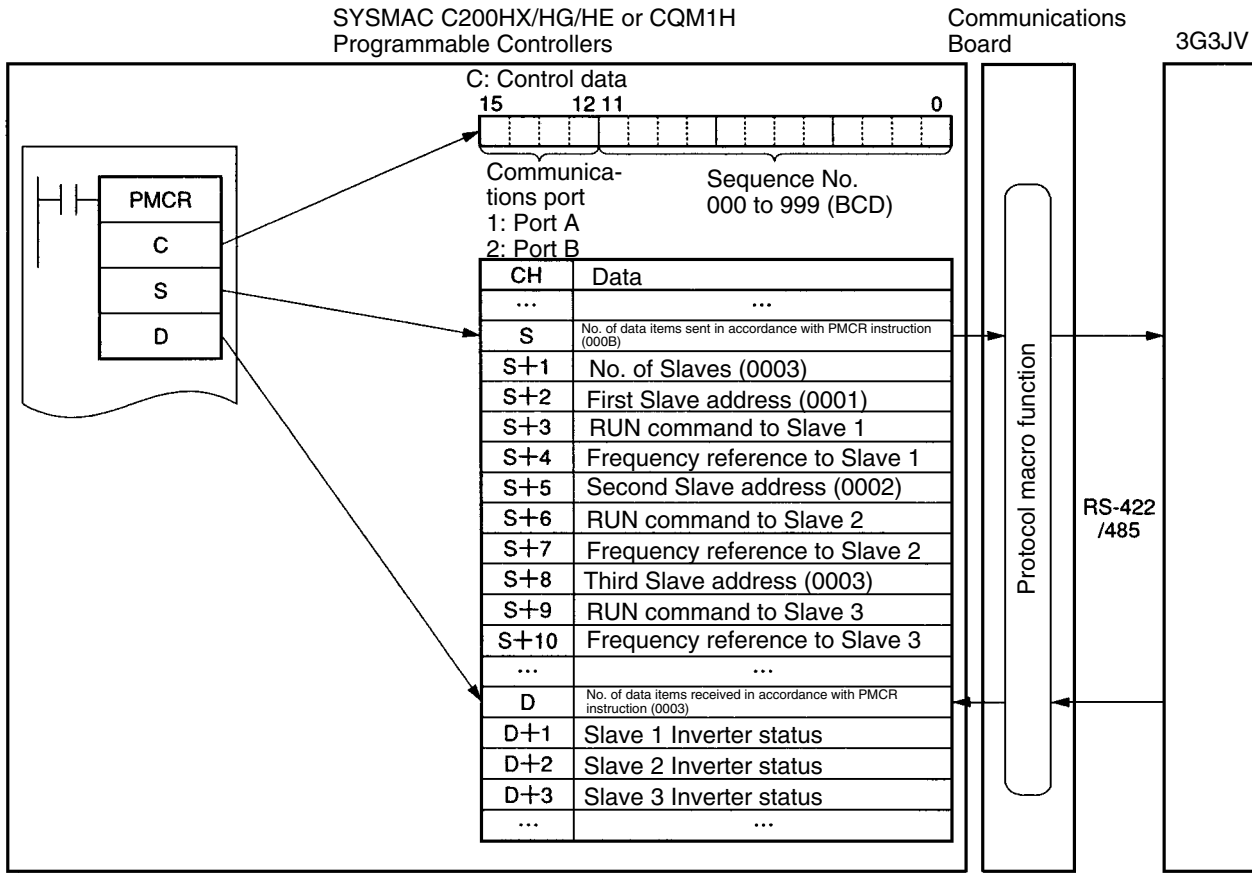 SYSMAC C200HX/HG/HE or CQM1H
Programmable Controllers
Communications
Board
3G3JV
C: Control data
15 12 11 0
Communica-
tions port
1: Port A
2: Port B
Sequence No.
000 to 999 (BCD)
PMCR
C
S
D
CH Data
... ...
S No. of data items sent in accordance with PMCR instruction
(000B)
S+1 No. of Slaves (0003)
S+2 First Slave address (0001)
S+3 RUN command to Slave 1
S+4 Frequency reference to Slave 1
S+5 Second Slave address (0002)
S+6 RUN command to Slave 2
S+7 Frequency reference to Slave 2
S+8 Third Slave address (0003)
S+9 RUN command to Slave 3
S+10 Frequency reference to Slave 3
... ...
D No. of data items received in accordance with PMCR
instruction (0003)
D+1 Slave 1 Inverter status
D+2 Slave 2 Inverter status
D+3 Slave 3 Inverter status
... ...
Protocol macro function
RS-422
/485